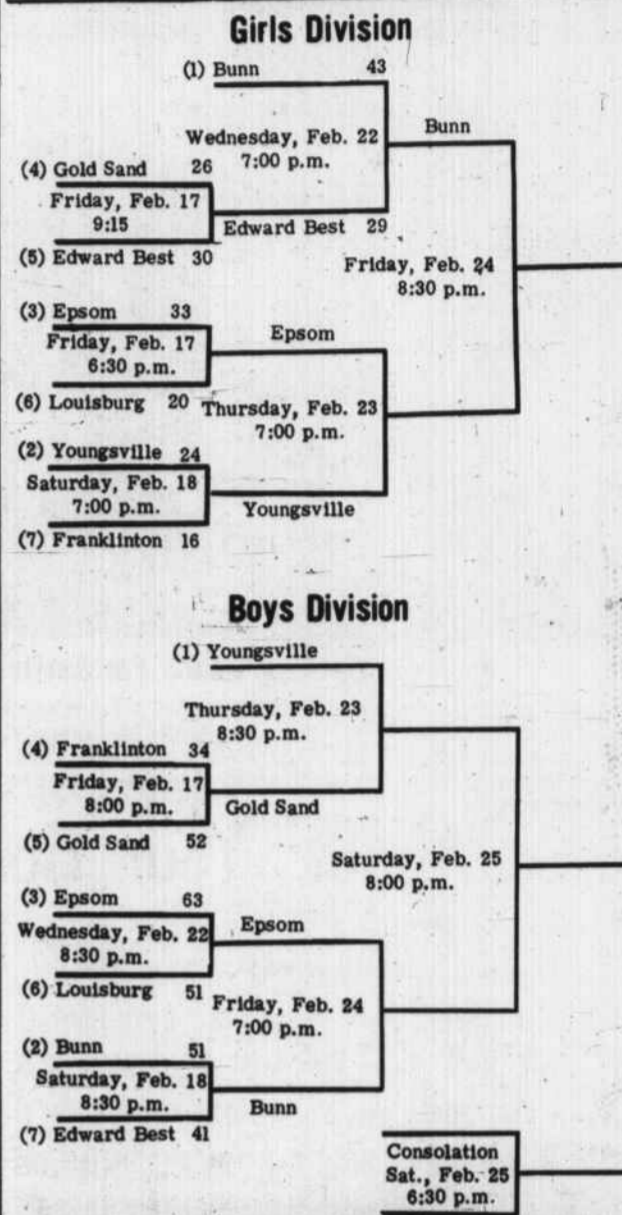 Girls Division
(1) Bunn 43
Wednesday, Feb. 22
7:00 p.m.
Bunn
(4) Gold Sand 26
Friday, Feb. 17
9:15
Edward Best 29
(5) Edward Best 30
Friday, Feb. 24
8:30 p.m.
(3) Epsom 33
Friday, Feb. 17
6:30 p.m.
Epsom
(6) Louisburg 20
Thursday, Feb. 23
7:00 p.m.
(2) Youngsville 24
Saturday, Feb. 18
7:00 p.m.
Youngsville
(7) Franklinton 16
Boys Division
(1) Youngsville
Thursday, Feb. 23
8:30 p.m.
(4) Franklinton 34
Friday, Feb. 17
8:00 p.m.
Gold Sand
(5) Gold Sand 52
Saturday, Feb. 25
8:00 p.m.
(3) Epsom 63
Wednesday, Feb. 22
8:30 p.m.
Epsom
(6) Louisburg 51
Friday, Feb. 24
7:00 p.m.
(2) Bunn 51
Saturday, Feb. 18
8:30 p.m.
Bunn
(7) Edward Best 41
Consolation
Sat., Feb. 25
6:30 p.m.